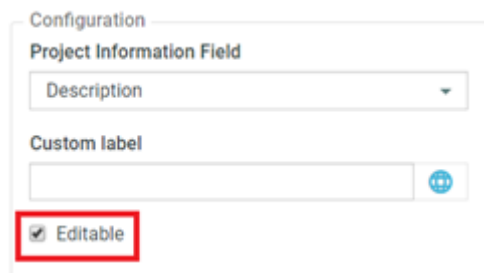 Configuration
Project Information Field
Description
Custom label
Editable